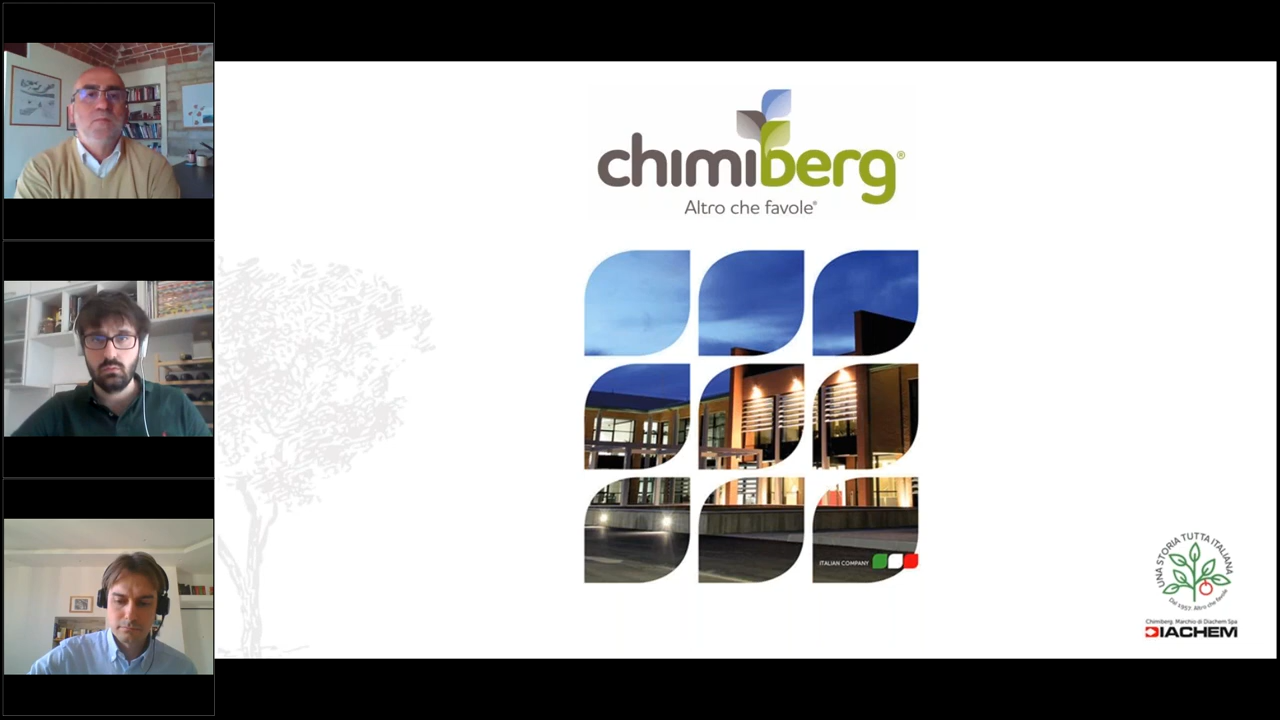 chimiberg®
Altro che favole®
ITALIAN COMPANY
UNA STORIA TUTTA ITALIANA
Dal 1957. Altro che favole
Chimiberg. Marchio di Diachem Spa
DIACHEM